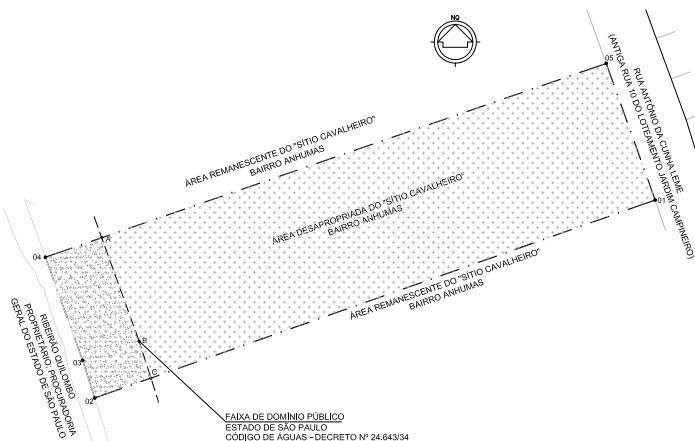 NQ
05
RUA ANTÔNIO DA CUNHA LEME
(ANTIGA RUA 10 DO LOTEAMENTO JARDIM CAMPINEIRO)
ÁREA REMANESCENTE DO "SÍTIO CAVALHEIRO"
BAIRRO ANHUMAS
ÁREA DESAPROPRIADA DO "SÍTIO CAVALHEIRO"
BAIRRO ANHUMAS
01
A
04
ÁREA REMANESCENTE DO "SÍTIO CAVALHEIRO"
BAIRRO ANHUMAS
B
03
C
02
RIBEIRÃO QUILOMBO
PROPRIETÁRIO: PROCURADORIA
GERAL DO ESTADO DE SÃO PAULO
FAIXA DE DOMÍNIO PÚBLICO
ESTADO DE SÃO PAULO
CÓDIGO DE ÁGUAS - DECRETO Nº 24.643/34